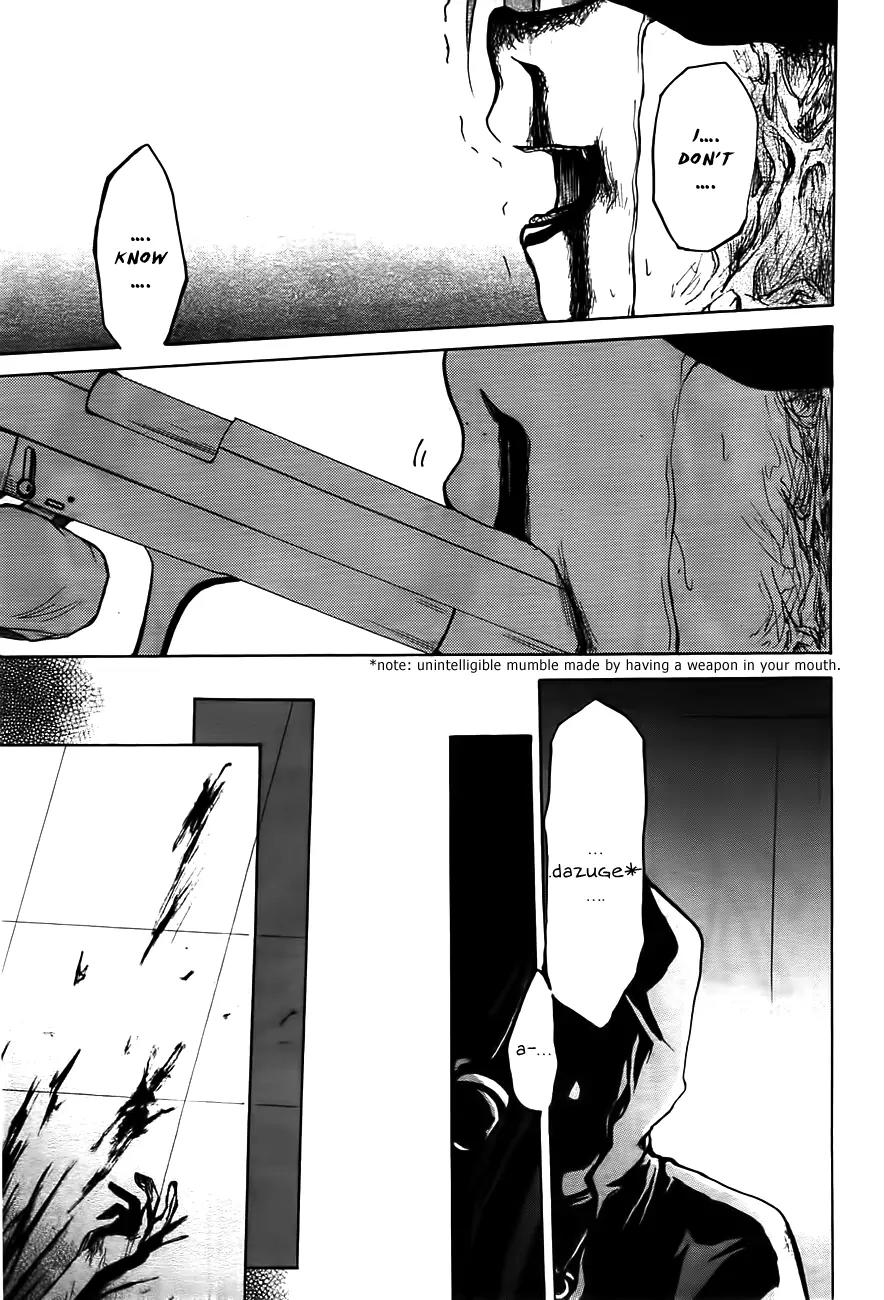 I....
DON'T
....
....
KNOW
....
*note: unintelligible mumble made by having a weapon in your mouth.
...
.dazuge*
....
a-...